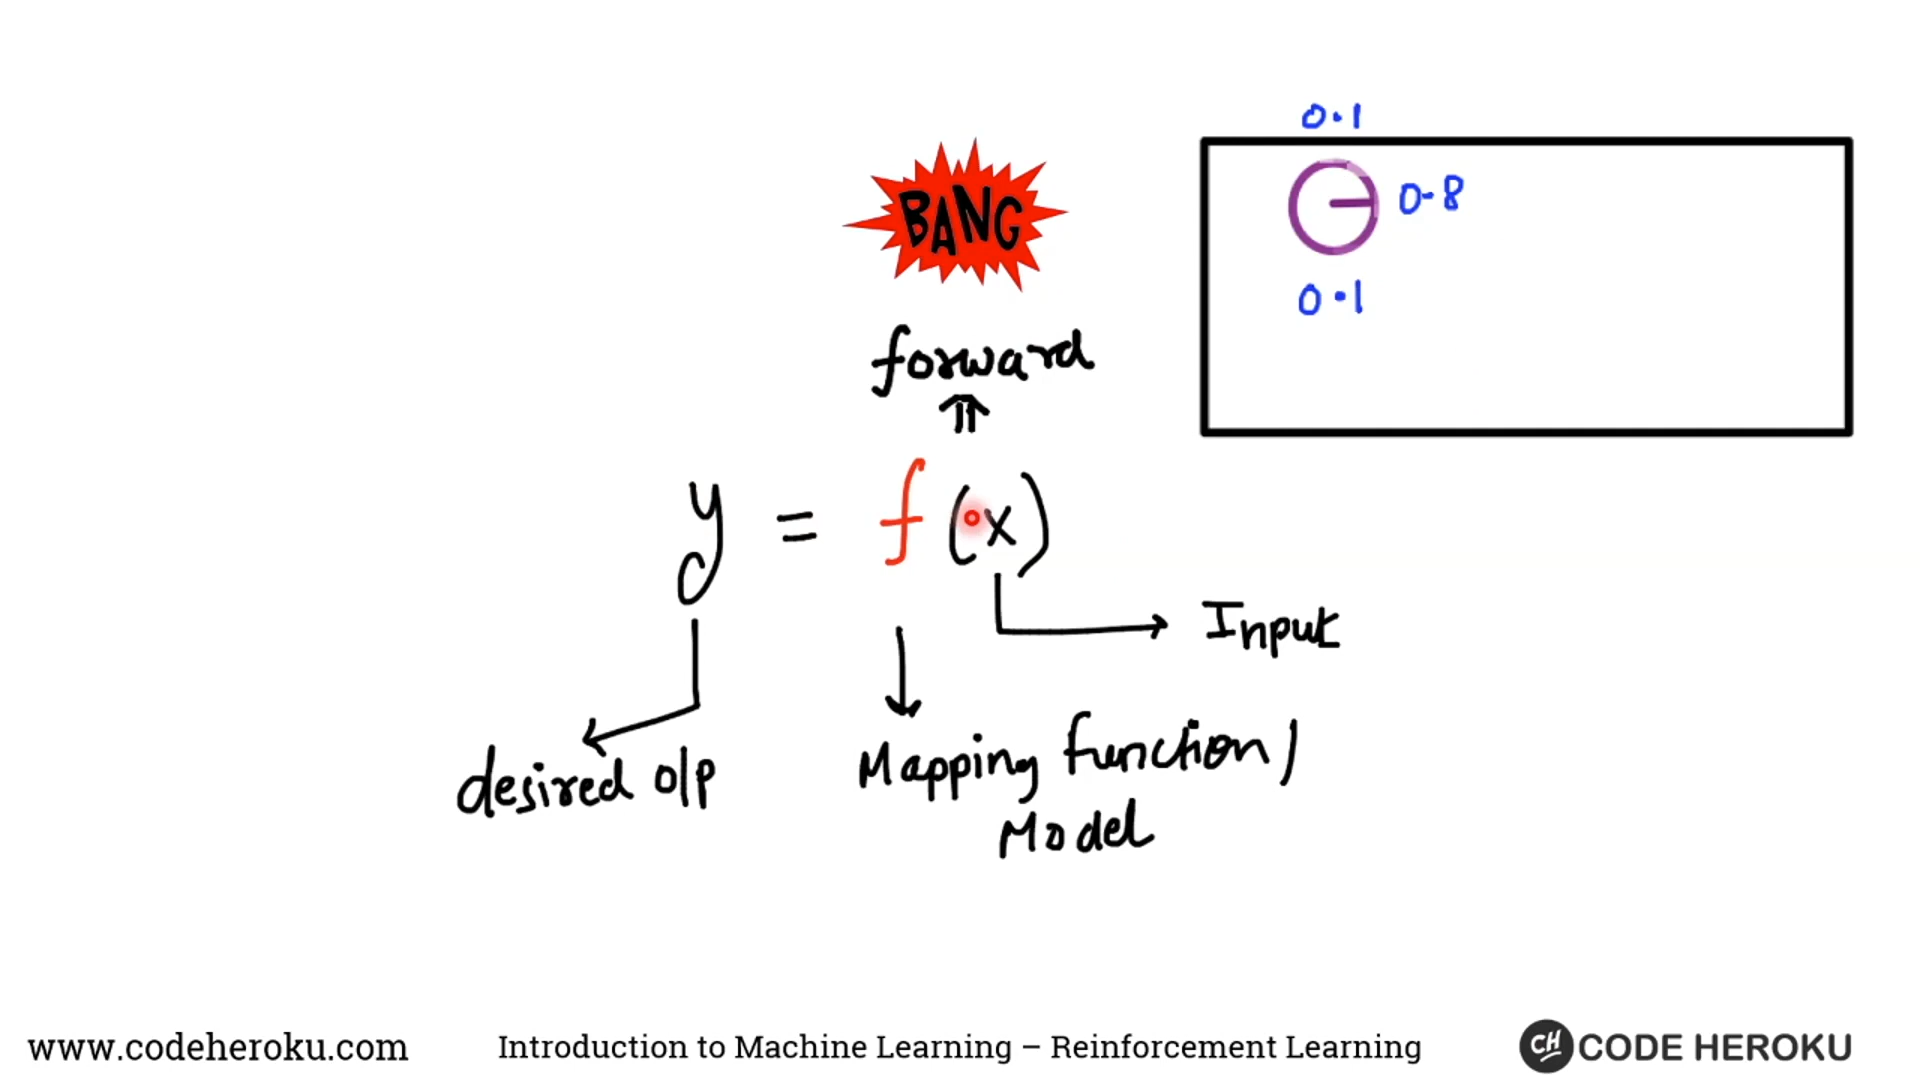 0.1
BANG
0.8
0.1
forward
y = f (x)
Input
desired o/p
Mapping function/
Model
www.codeheroku.com
Introduction to Machine Learning – Reinforcement Learning
CH
CODE HEROKU